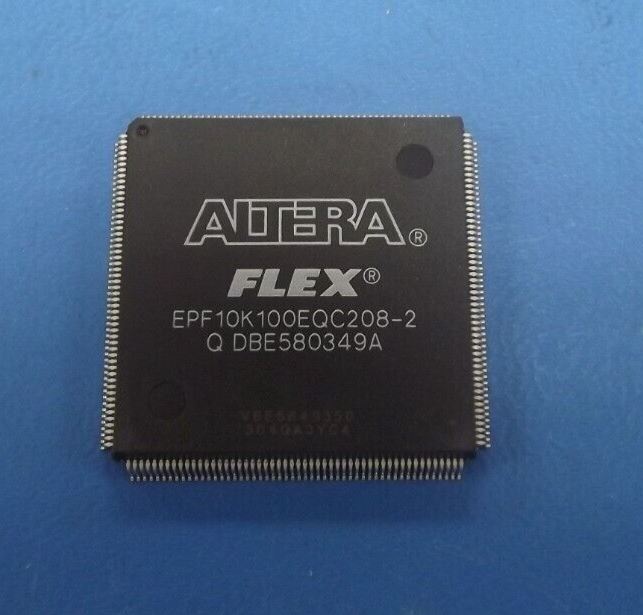 ALTERA®
FLEX®
EPF10K100EQC208-2
Q DBE580349A